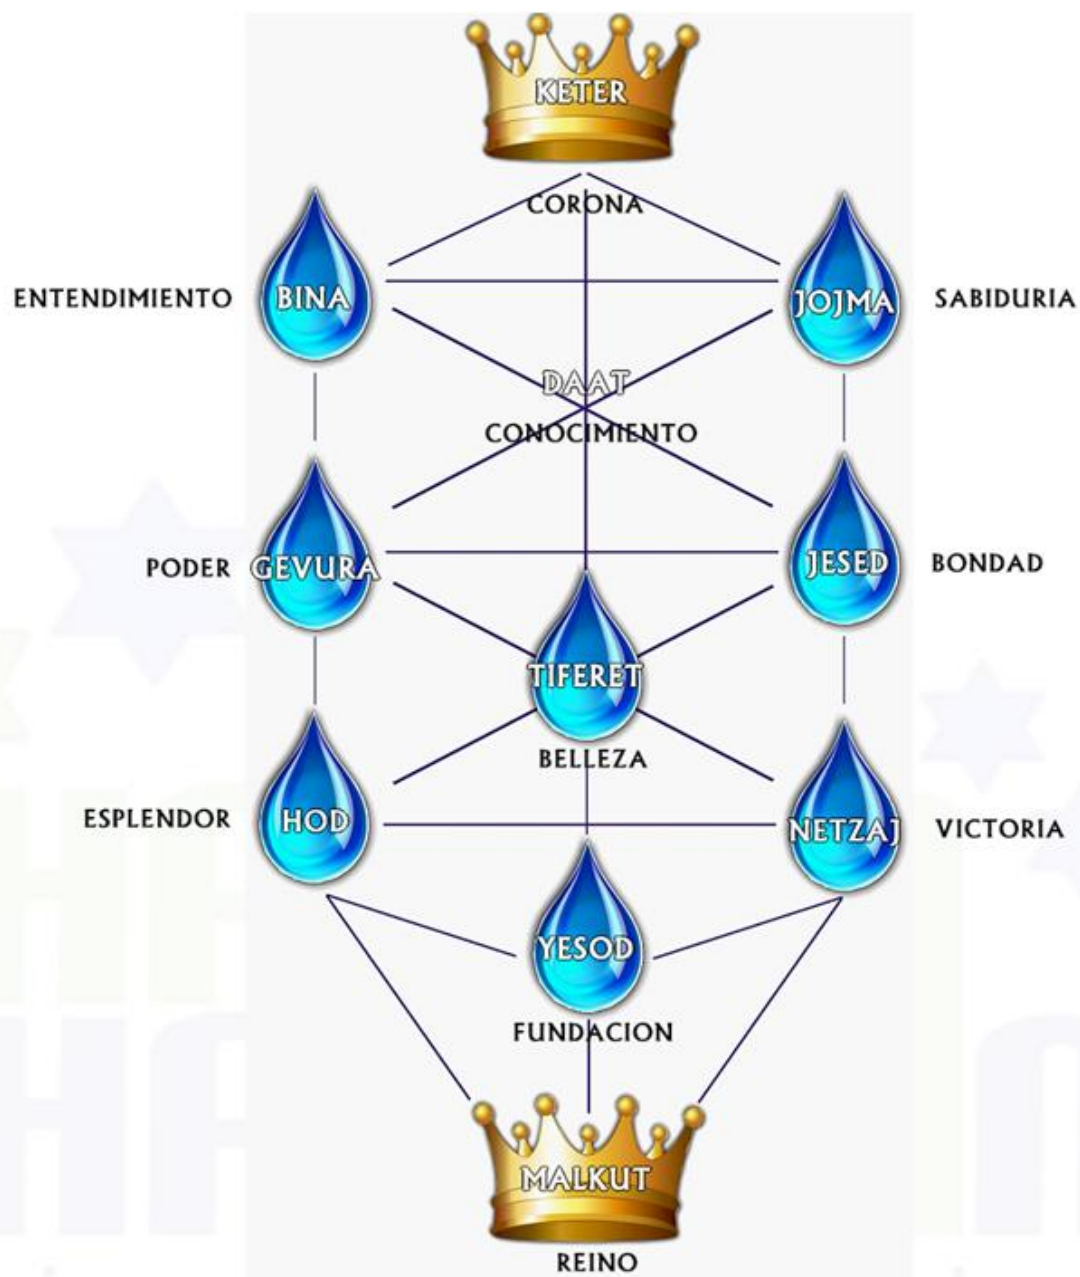 KETER
CORONA
ENTENDIMIENTO
BINA
JOJMA
SABIDURIA
DAAT
CONOCIMIENTO
PODER
GEVURA
JESED
BONDAD
TIFERET
BELLEZA
ESPLENDOR
HOD
NETZAJ
VICTORIA
YESOD
FUNDACION
MALKUT
REINO